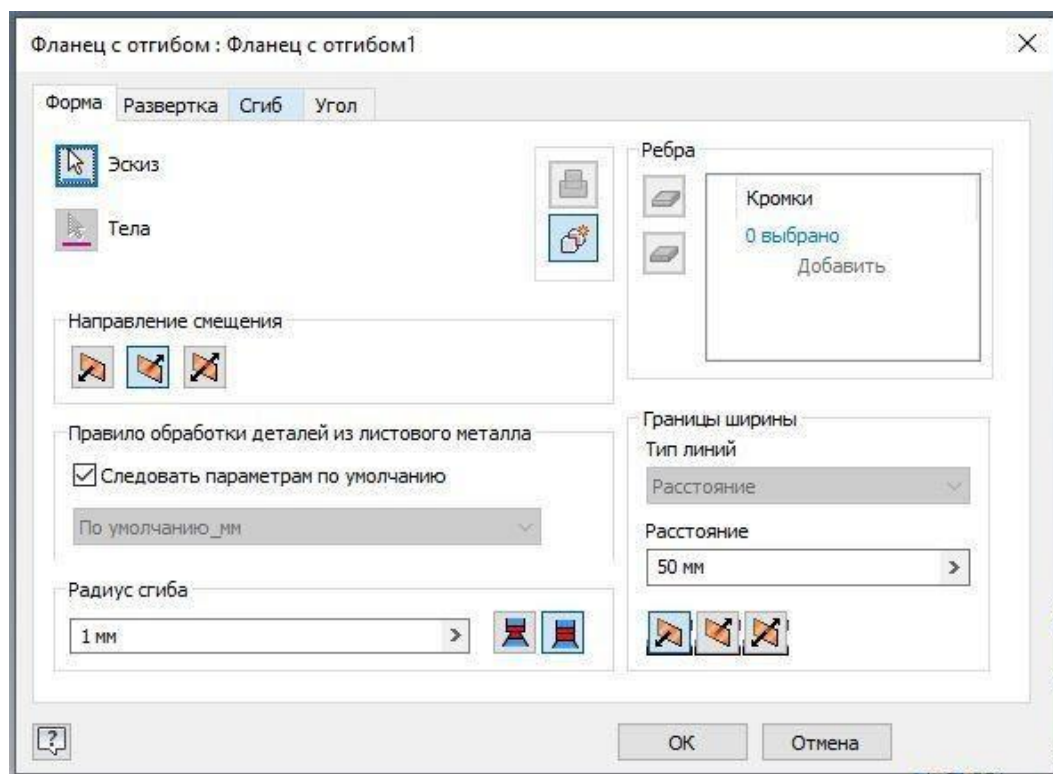 Фланец с отгибом : Фланец с отгибом1
Форма
Развертка
Сгиб
Угол
Эскиз
Тела
Ребра
Кромки
0 выбрано
Добавить
Направление смещения
Правило обработки деталей из листового металла
Следовать параметрам по умолчанию
По умолчанию_мм
Радиус сгиба
1 мм
Границы ширины
Тип линий
Расстояние
Расстояние
50 мм
ОК
Отмена